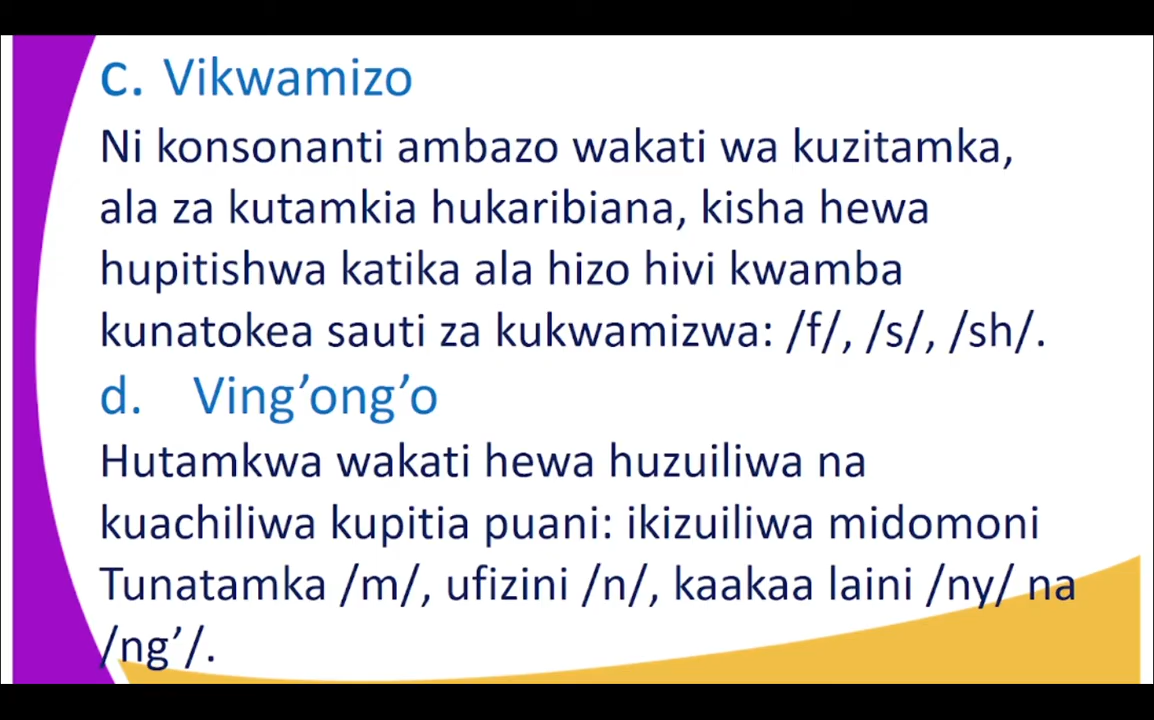 c. Vikwamizo
Ni konsonanti ambazo wakati wa kuzitamka,
ala za kutamkia hukaribiana, kisha hewa
hupitishwa katika ala hizo hivi kwamba
kunatokea sauti za kukwamizwa: /f/, /s/, /sh/.
d. Ving’ong’o
Hutamkwa wakati hewa huzuiliwa na
kuachiliwa kupitia puani: ikizuiliwa midomoni
Tunatamka /m/, ufizini /n/, kaakaa laini /ny/ na
/ng’/.